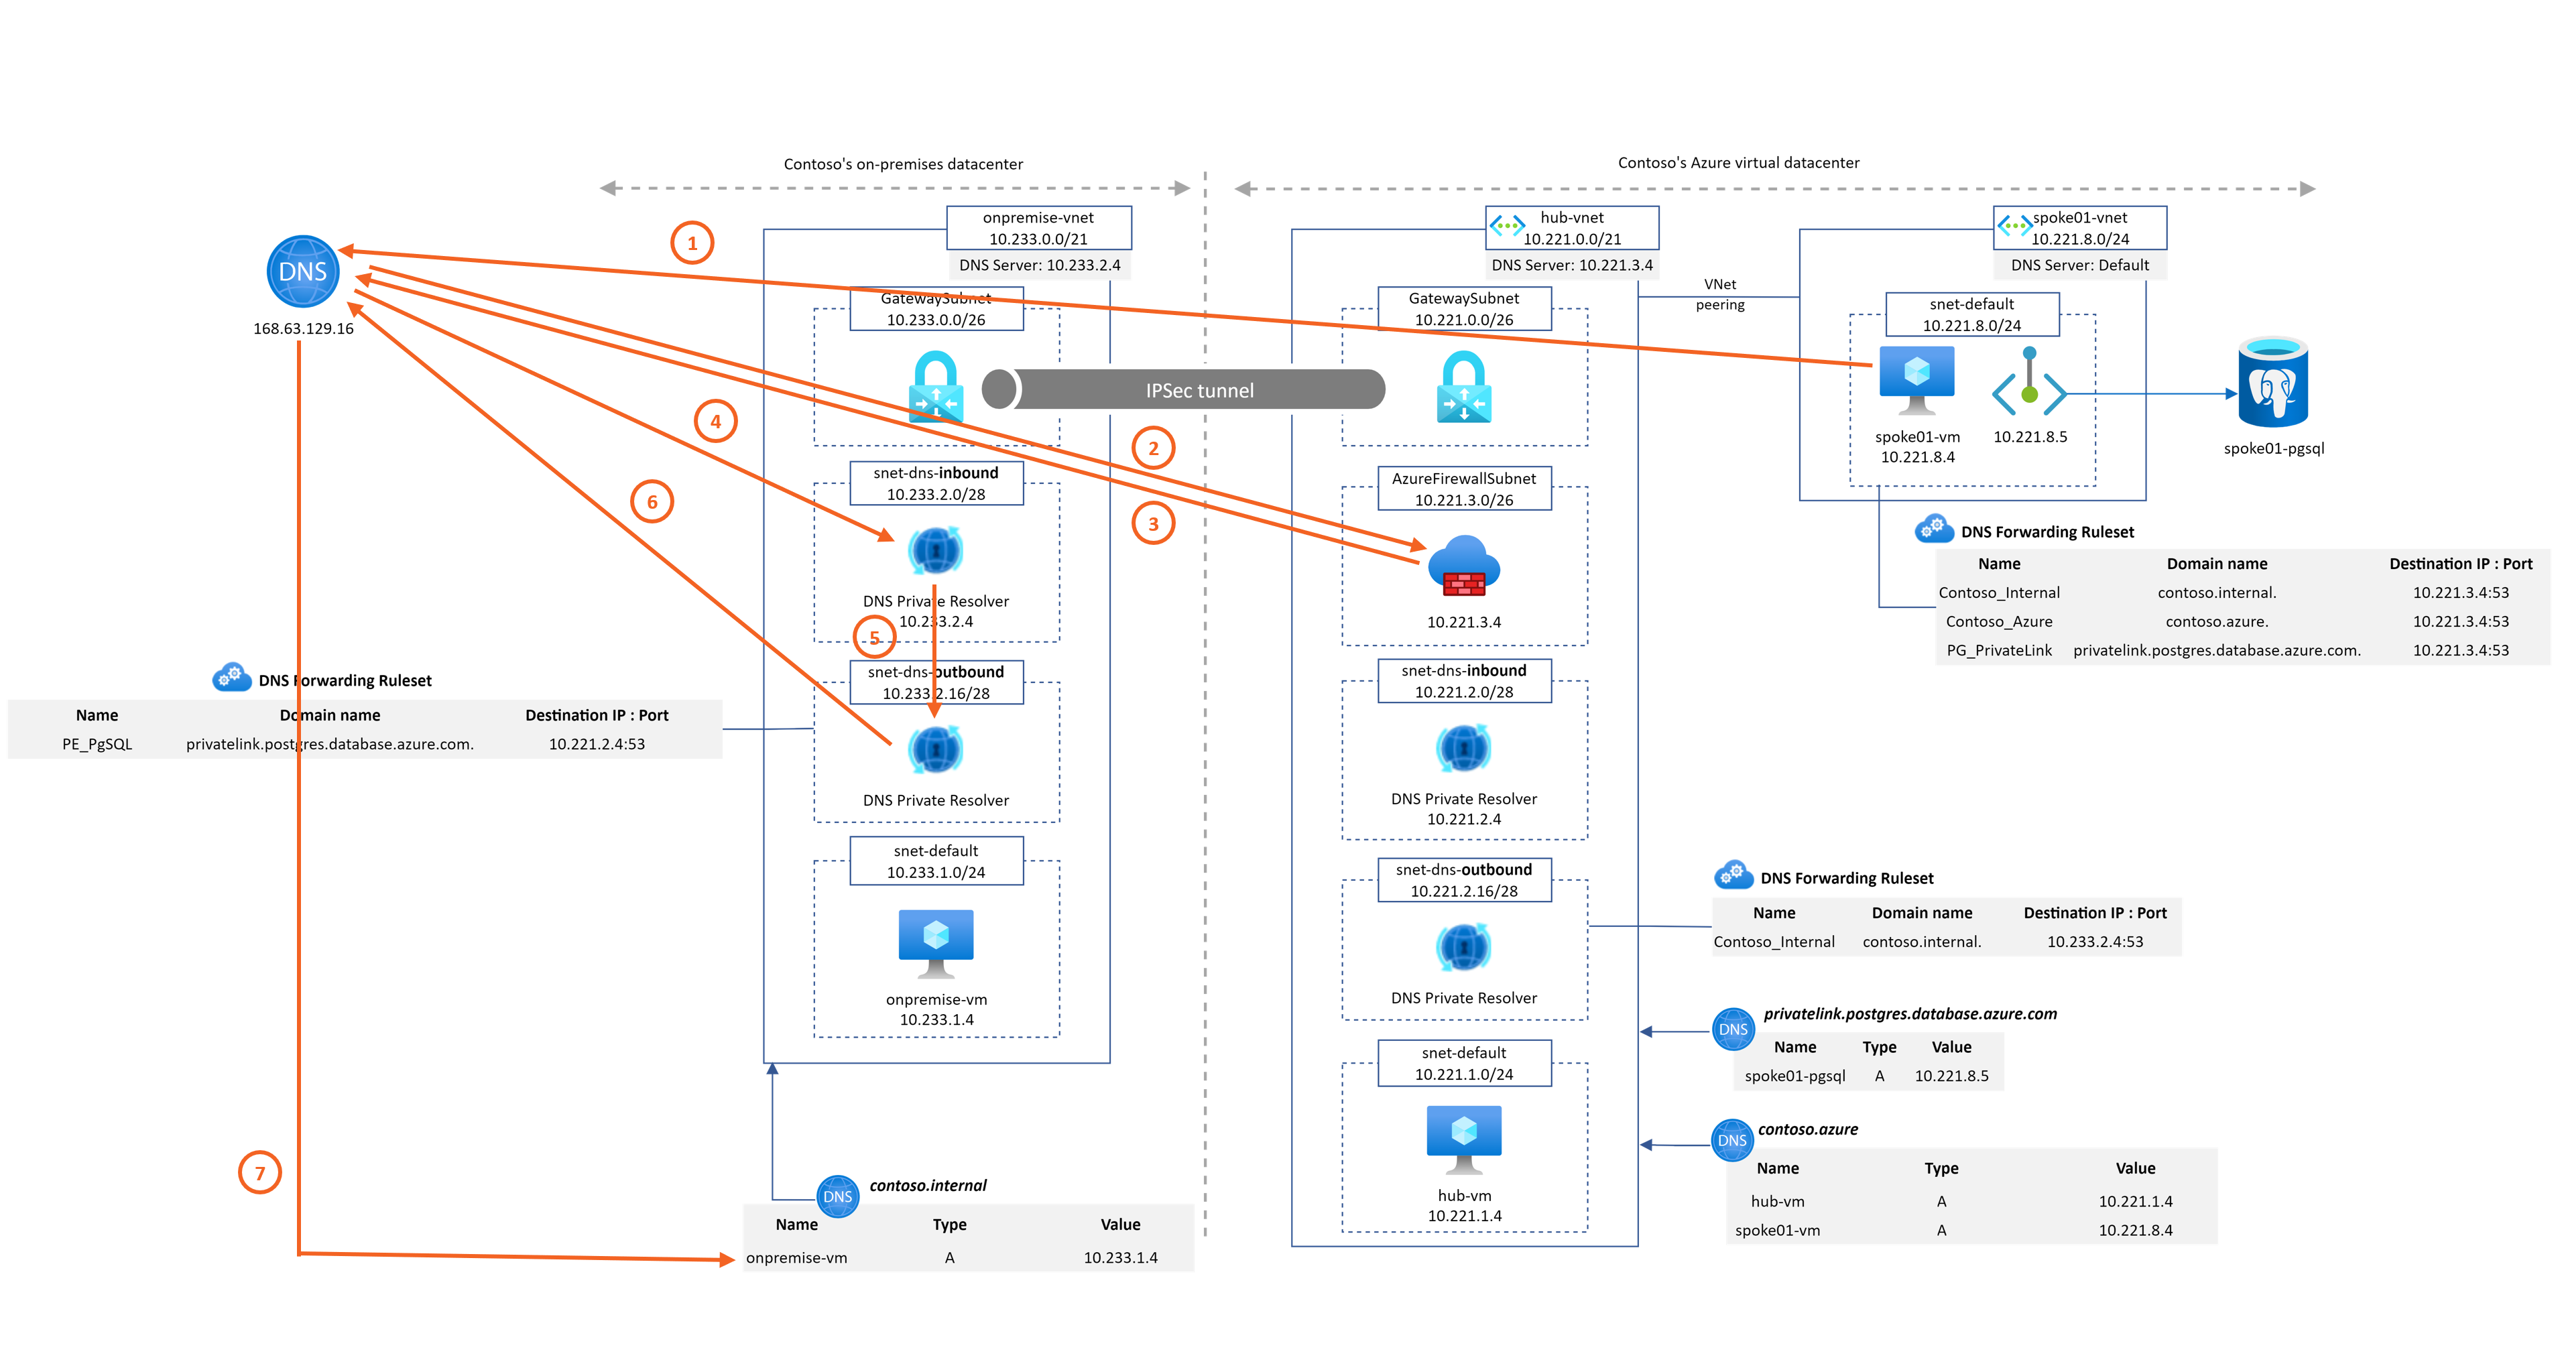 Contoso's on-premises datacenter
Contoso's Azure virtual datacenter
DNS
168.63.129.16
1
2
3
4
5
6
7
onpremise-vnet
10.233.0.0/21
DNS Server: 10.233.2.4
GatewaySubnet
10.233.0.0/26
IPSec tunnel
snet-dns-inbound
10.233.2.0/28
DNS Private Resolver
10.233.2.4
snet-dns-outbound
10.233.2.16/28
DNS Private Resolver
snet-default
10.233.1.0/24
onpremise-vm
10.233.1.4
DNS Forwarding Ruleset
Name Domain name Destination IP : Port
PE_PgSQL privatelink.postgres.database.azure.com. 10.221.2.4:53
DNS
contoso.internal
Name Type Value
onpremise-vm A 10.233.1.4
hub-vnet
10.221.0.0/21
DNS Server: 10.221.3.4
GatewaySubnet
10.221.0.0/26
AzureFirewallSubnet
10.221.3.0/26
10.221.3.4
snet-dns-inbound
10.221.2.0/28
DNS Private Resolver
10.221.2.4
snet-dns-outbound
10.221.2.16/28
DNS Private Resolver
snet-default
10.221.1.0/24
hub-vm
10.221.1.4
VNet
peering
spoke01-vnet
10.221.8.0/24
DNS Server: Default
snet-default
10.221.8.0/24
spoke01-vm
10.221.8.4
10.221.8.5
spoke01-pgsql
DNS Forwarding Ruleset
Name Domain name Destination IP : Port
Contoso_Internal contoso.internal. 10.221.3.4:53
Contoso_Azure contoso.azure. 10.221.3.4:53
PG_PrivateLink privatelink.postgres.database.azure.com. 10.221.3.4:53
DNS Forwarding Ruleset
Name Domain name Destination IP : Port
Contoso_Internal contoso.internal. 10.233.2.4:53
DNS
privatelink.postgres.database.azure.com
Name Type Value
spoke01-pgsql A 10.221.8.5
DNS
contoso.azure
Name Type Value
hub-vm A 10.221.1.4
spoke01-vm A 10.221.8.4